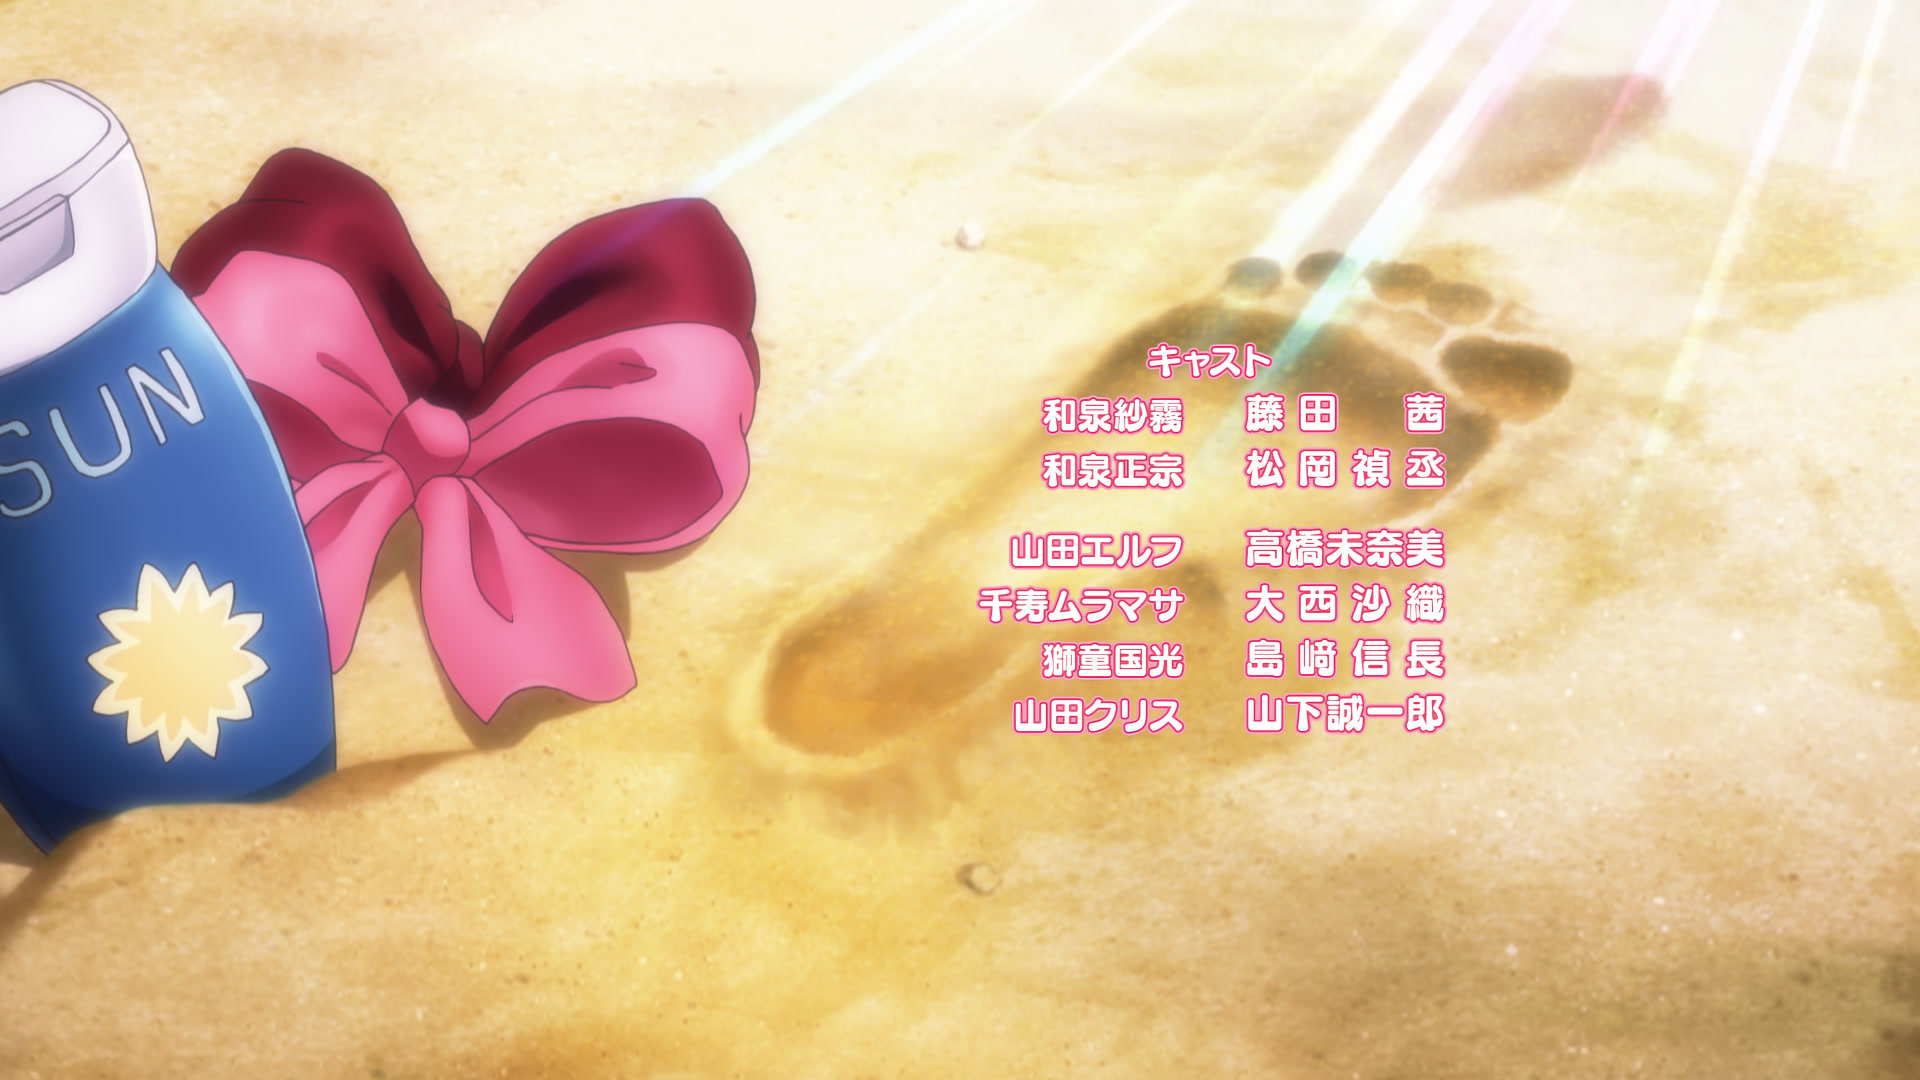 SUN
キャスト
和泉紗霧 藤田 茜
和泉正宗 松岡禎丞
山田エルフ 高橋未奈美
千寿ムラマサ 大西沙織
獅童国光 島﨑信長
山田クリス 山下誠一郎